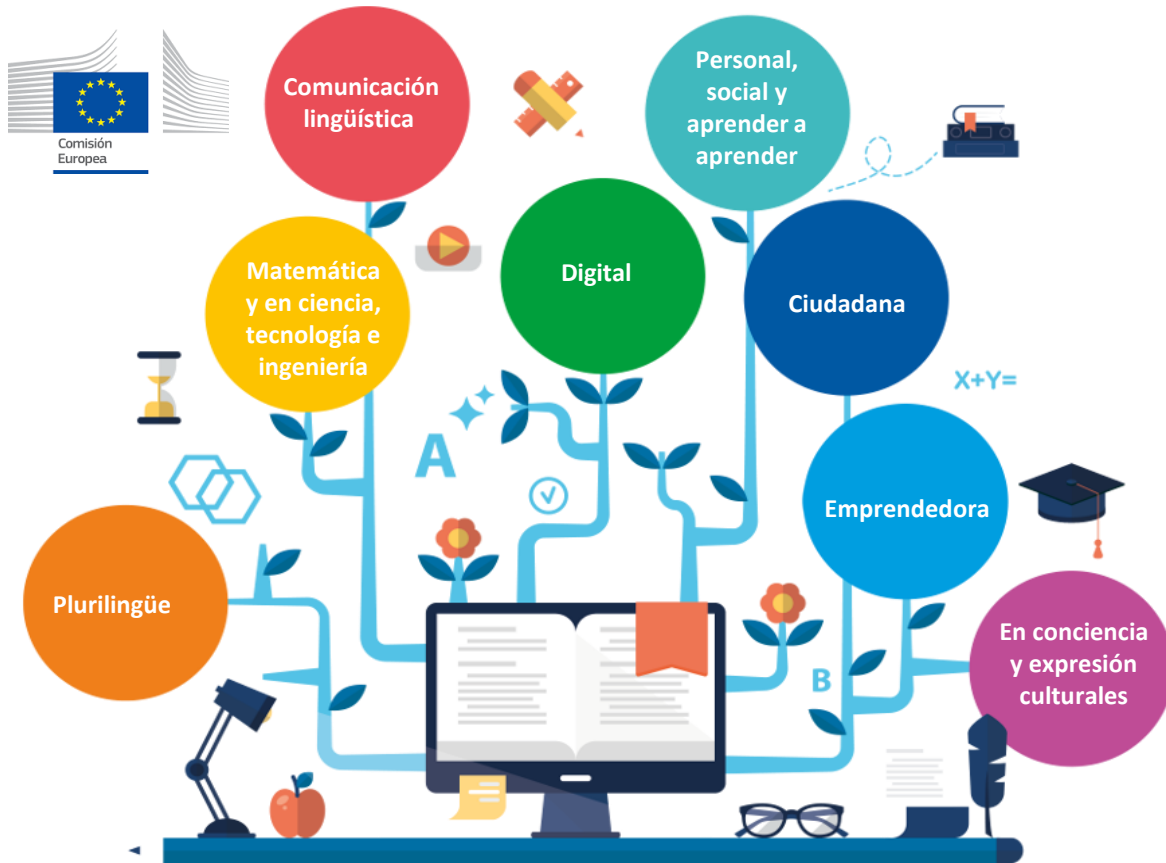 Comisión
Europea
Comunicación
lingüística
Personal,
social y
aprender a
aprender
Matemática
y en ciencia,
tecnología e
ingeniería
Digital
Ciudadana
X+Y=
A
Emprendedora
Plurilingüe
En conciencia
y expresión
culturales
B